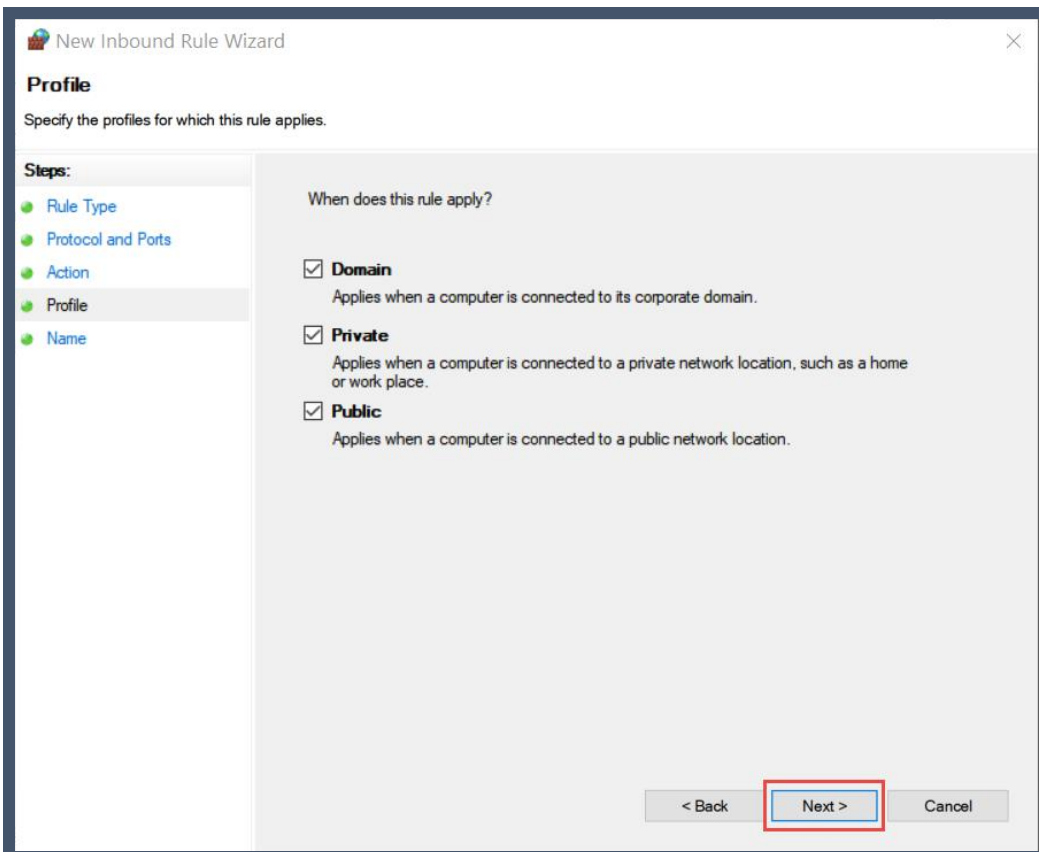 New Inbound Rule Wizard
Profile
Specify the profiles for which this rule applies.
Steps:
Rule Type
Protocol and Ports
Action
Profile
Name
When does this rule apply?
Domain
Applies when a computer is connected to its corporate domain.
Private
Applies when a computer is connected to a private network location, such as a home
or work place.
Public
Applies when a computer is connected to a public network location.
< Back
Next >
Cancel